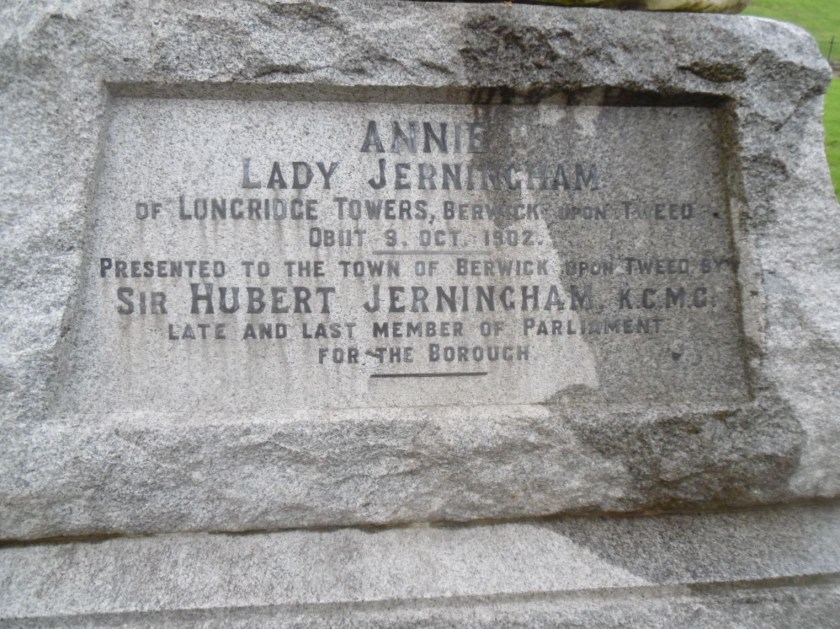 ANNIE
LADY JERNINGHAM
OF LONGRIDGE TOWERS, BERWICK UPON TWEED
OBIIT 9. OCT. 1902.
PRESENTED TO THE TOWN OF BERWICK UPON TWEED BY
SIR HUBERT JERNINGHAM, K.C.M.G.
LATE AND LAST MEMBER OF PARLIAMENT
FOR THE BOROUGH